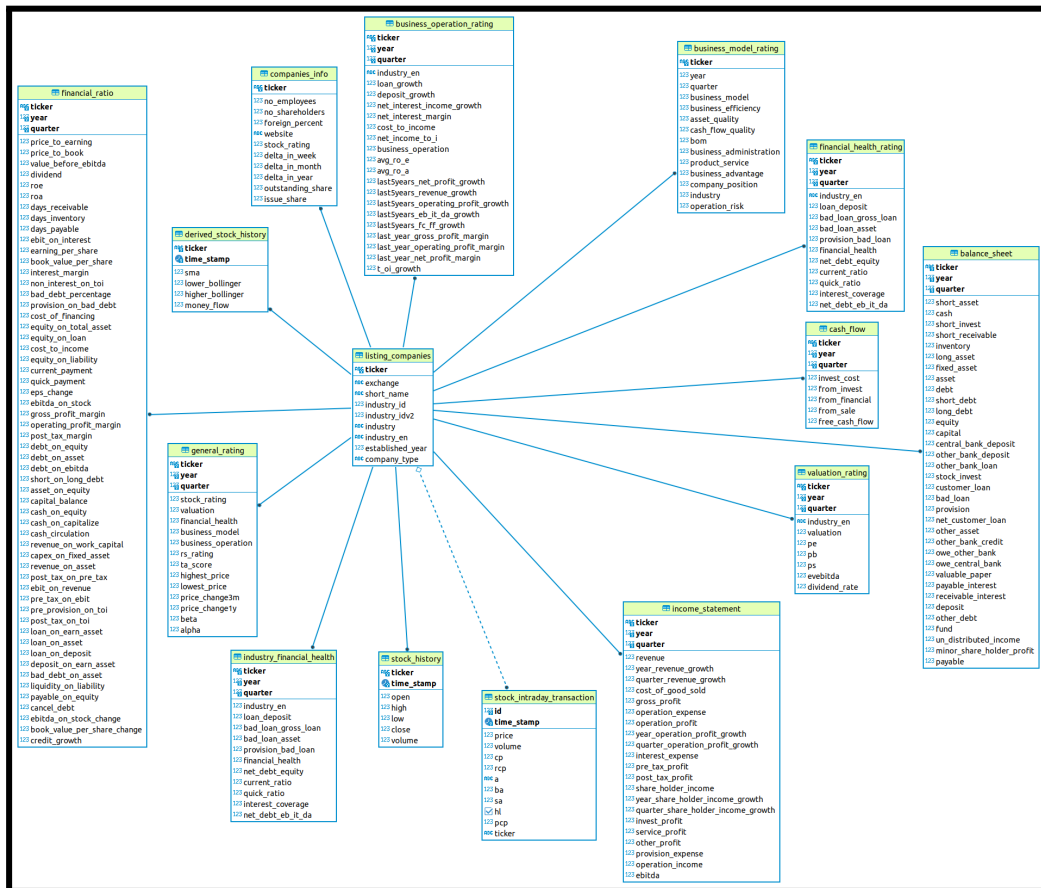 business_operation_rating
ticker
year
quarter
industry_en
loan_growth
deposit_growth
net_interest_income_growth
net_interest_margin
cost_to_income
net_income_to_i
business_operation
avg_ro_e
avg_ro_a
last5years_net_profit_growth
last5years_revenue_growth
last5years_operating_profit_growth
last5years_eb_it_da_growth
last5years_fc_ff_growth
last_year_gross_profit_margin
last_year_operating_profit_margin
last_year_net_profit_margin
t_oi_growth
business_model_rating
ticker
year
quarter
business_model
business_efficiency
asset_quality
cash_flow_quality
bom
business_administration
product_service
business_advantage
company_position
industry
operation_risk
companies_info
ticker
no_employees
no_shareholders
foreign_percent
website
stock_rating
delta_in_week
delta_in_month
delta_in_year
outstanding_share
issue_share
financial_ratio
ticker
year
quarter
price_to_earning
price_to_book
value_before_ebitda
dividend
roe
roa
days_receivable
days_inventory
days_payable
ebit_on_interest
earning_per_share
book_value_per_share
interest_margin
non_interest_on_toi
bad_debt_percentage
provision_on_bad_debt
cost_of_financing
equity_on_total_asset
equity_on_loan
cost_to_income
equity_on_liability
current_payment
quick_payment
eps_change
ebitda_on_stock
gross_profit_margin
operating_profit_margin
post_tax_margin
debt_on_equity
debt_on_asset
debt_on_ebitda
short_on_long_debt
asset_on_equity
capital_balance
cash_on_equity
cash_on_capitalize
cash_circulation
revenue_on_work_capital
capex_on_fixed_asset
revenue_on_asset
post_tax_on_pre_tax
ebit_on_revenue
pre_tax_on_ebit
pre_provision_on_toi
post_tax_on_toi
loan_on_earn_asset
loan_on_asset
loan_on_deposit
deposit_on_earn_asset
bad_debt_on_asset
liquidity_on_liability
payable_on_equity
cancel_debt
ebitda_on_stock_change
book_value_per_share_change
credit_growth
financial_health_rating
ticker
year
quarter
industry_en
loan_deposit
bad_loan_gross_loan
bad_loan_asset
provision_bad_loan
financial_health
net_debt_equity
current_ratio
quick_ratio
interest_coverage
net_debt_eb_it_da
derived_stock_history
ticker
time_stamp
sma
lower_bollinger
higher_bollinger
money_flow
balance_sheet
ticker
year
quarter
short_asset
cash
short_invest
short_receivable
inventory
long_asset
fixed_asset
asset
debt
short_debt
long_debt
equity
capital
central_bank_deposit
other_bank_deposit
other_bank_loan
stock_invest
customer_loan
bad_loan
provision
net_customer_loan
other_asset
other_bank_credit
owe_other_bank
owe_central_bank
valuable_paper
payable_interest
receivable_interest
deposit
other_debt
fund
un_distributed_income
minor_share_holder_profit
payable
cash_flow
ticker
year
quarter
invest_cost
from_invest
from_financial
from_sale
free_cash_flow
listing_companies
ticker
exchange
short_name
industry_id
industry_idv2
industry
industry_en
established_year
company_type
general_rating
ticker
year
quarter
stock_rating
valuation
financial_health
business_model
business_operation
rs_rating
ta_score
highest_price
lowest_price
price_change3m
price_change1y
beta
alpha
valuation_rating
ticker
year
quarter
industry_en
valuation
pe
pb
ps
evebitda
dividend_rate
income_statement
ticker
year
quarter
revenue
year_revenue_growth
quarter_revenue_growth
cost_of_good_sold
gross_profit
operation_expense
operation_profit
year_operation_profit_growth
quarter_operation_profit_growth
interest_expense
pre_tax_profit
post_tax_profit
share_holder_income
year_share_holder_income_growth
quarter_share_holder_income_growth
invest_profit
service_profit
other_profit
provision_expense
operation_income
ebitda
industry_financial_health
ticker
year
quarter
industry_en
loan_deposit
bad_loan_gross_loan
bad_loan_asset
provision_bad_loan
financial_health
net_debt_equity
current_ratio
quick_ratio
interest_coverage
net_debt_eb_it_da
stock_history
ticker
time_stamp
open
high
low
close
volume
stock_intraday_transaction
id
time_stamp
price
volume
cp
rcp
a
ba
sa
hl
pcp
ticker